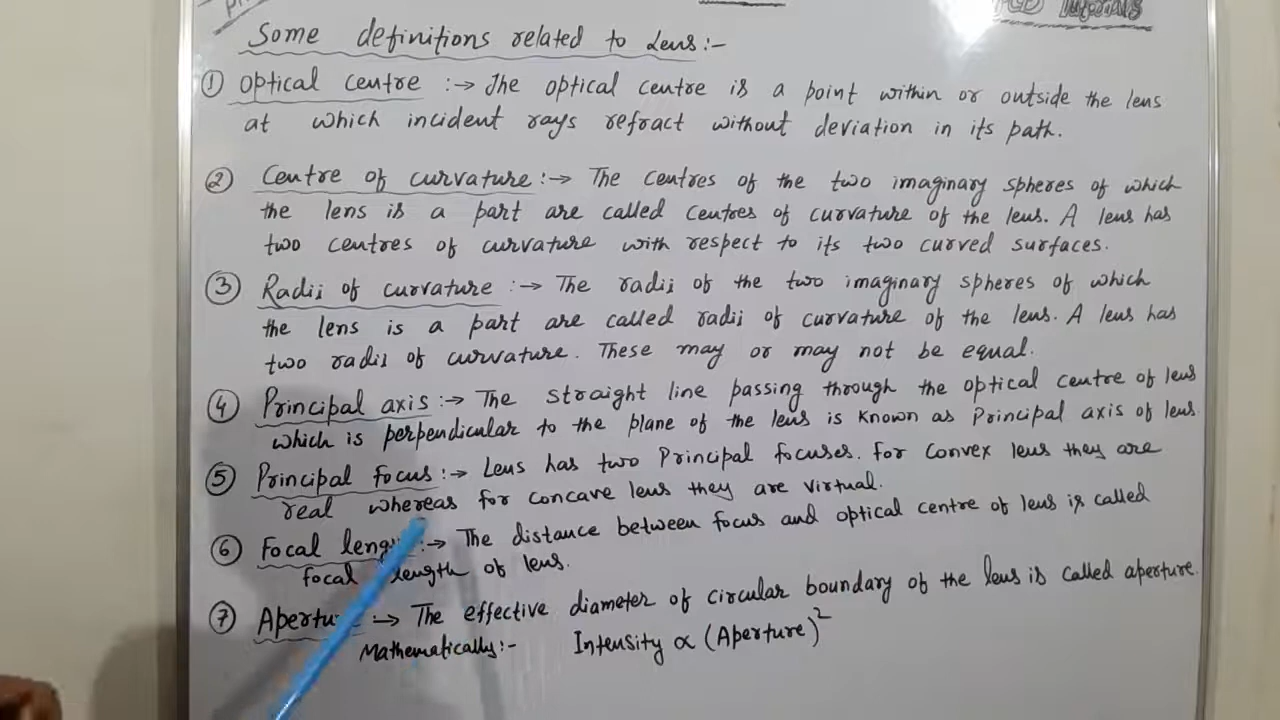 Some definitions related to Lens:-
① Optical centre :→ The optical centre is a point within or outside the lens
at which incident rays refract without deviation in its path.
② Centre of curvature :→ The centres of the two imaginary spheres of which
the lens is a part are called centres of curvature of the lens. A lens has
two centres of curvature with respect to its two curved surfaces.
③ Radii of curvature :→ The radii of the two imaginary spheres of which
the lens is a part are called radii of curvature of the lens. A lens has
two radii of curvature. These may or may not be equal.
④ Principal axis :→ The straight line passing through the optical centre of lens
which is perpendicular to the plane of the lens is known as Principal axis of lens
⑤ Principal focus :→ Lens has two Principal focuses. For convex lens they are
real whereas for concave lens they are virtual.
⑥ Focal :→ The distance between focus and optical centre of lens is called
focal length of lens.
⑦ → The effective diameter of circular boundary of the lens is called aperture.
Mathematically:- Intensity ∝ (Aperture)²